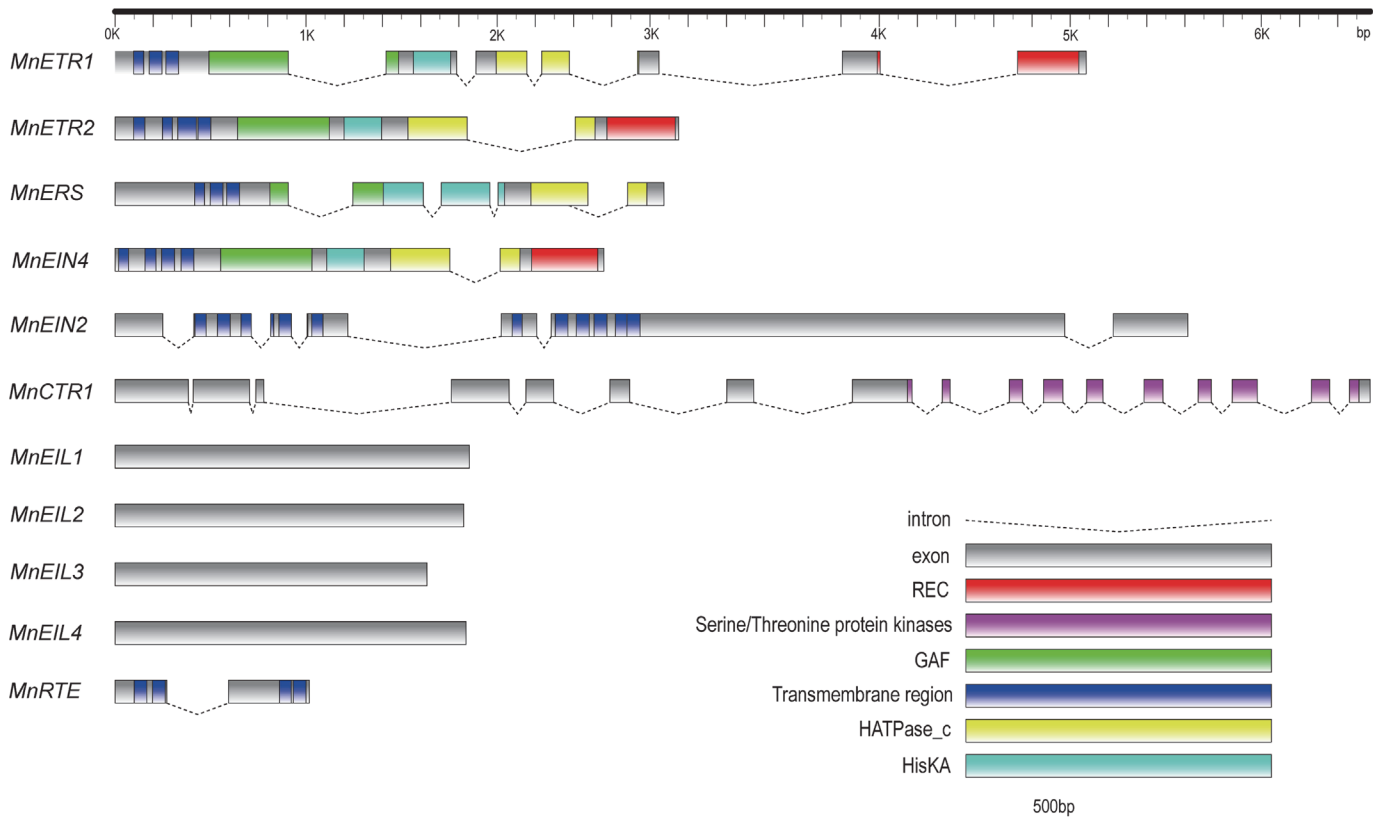 0K 1K 2K 3K 4K 5K 6K bp
MnETR1
MnETR2
MnERS
MnEIN4
MnEIN2
MnCTR1
MnEIL1
MnEIL2
MnEIL3
MnEIL4
MnRTE
intron
exon
REC
Serine/Threonine protein kinases
GAF
Transmembrane region
HATPase_c
HisKA
500bp